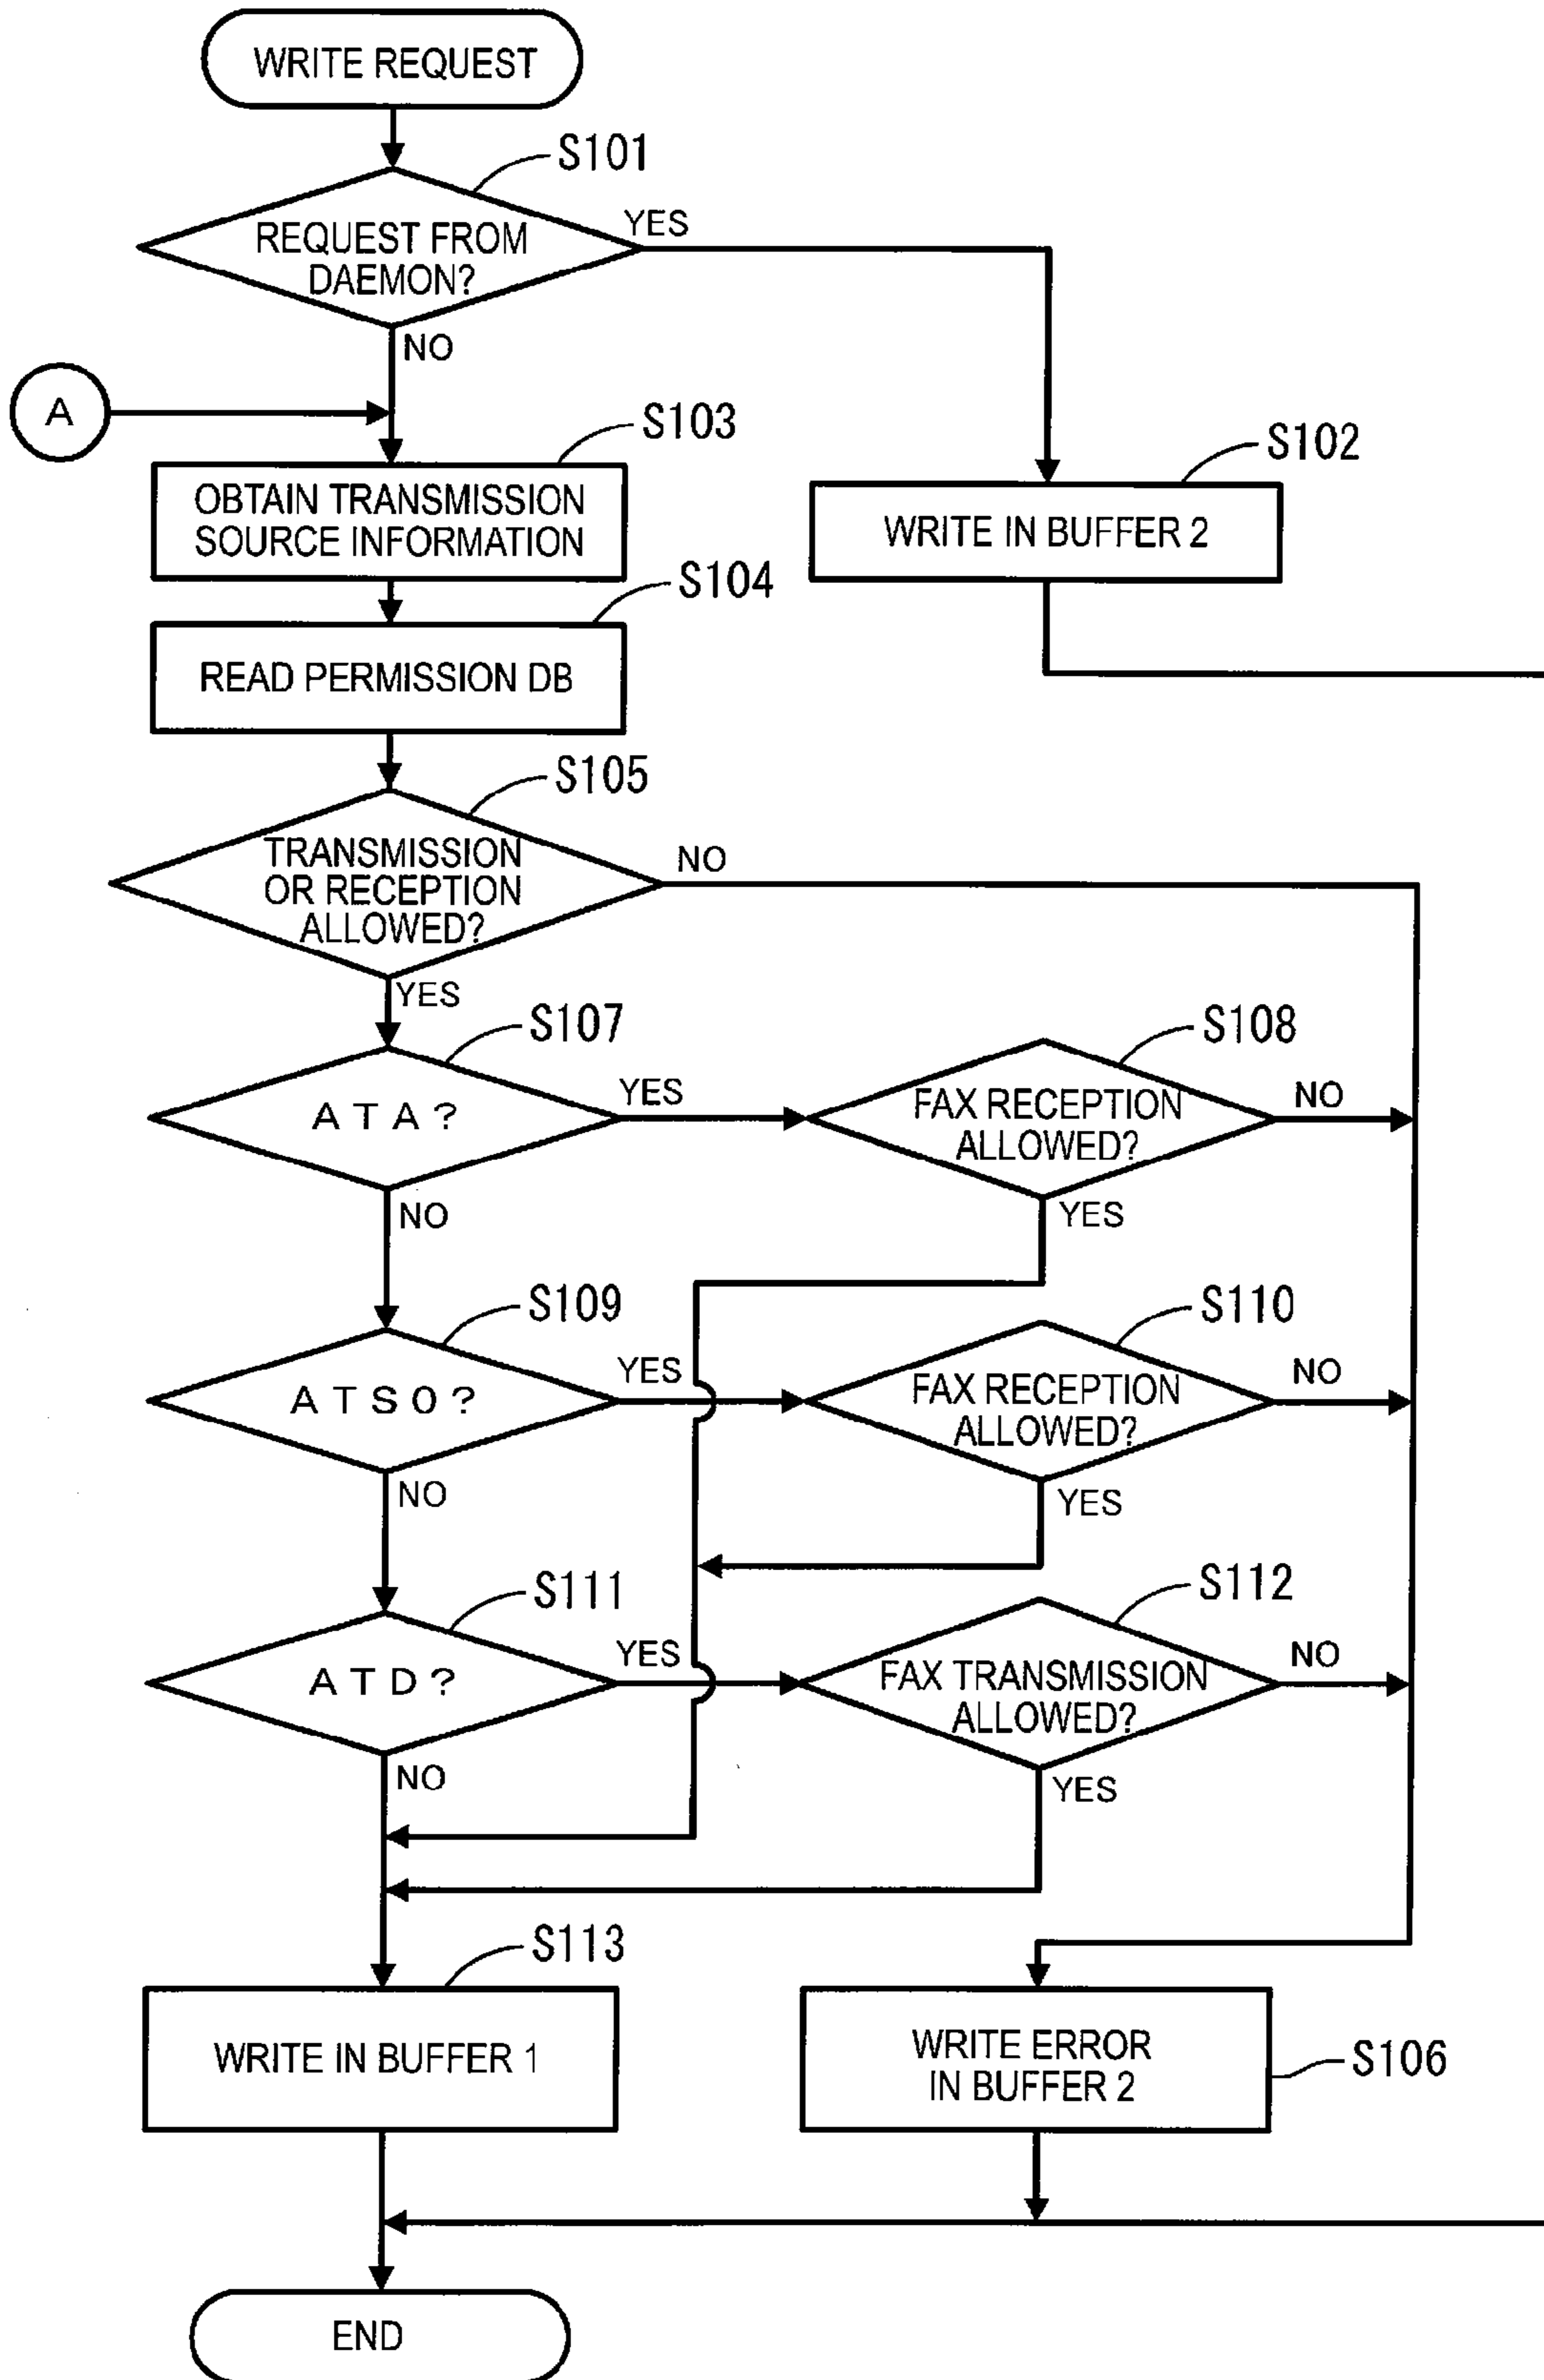 WRITE REQUEST
S101
REQUEST FROM
DAEMON?
YES
NO
A
S103
OBTAIN TRANSMISSION
SOURCE INFORMATION
S102
WRITE IN BUFFER 2
S104
READ PERMISSION DB
S105
TRANSMISSION
OR RECEPTION
ALLOWED?
NO
YES
S107
ATA?
YES
NO
S108
FAX RECEPTION
ALLOWED?
NO
YES
S109
ATS0?
YES
NO
S110
FAX RECEPTION
ALLOWED?
NO
YES
S111
ATD?
YES
NO
S112
FAX TRANSMISSION
ALLOWED?
NO
YES
S113
WRITE IN BUFFER 1
WRITE ERROR
IN BUFFER 2
S106
END